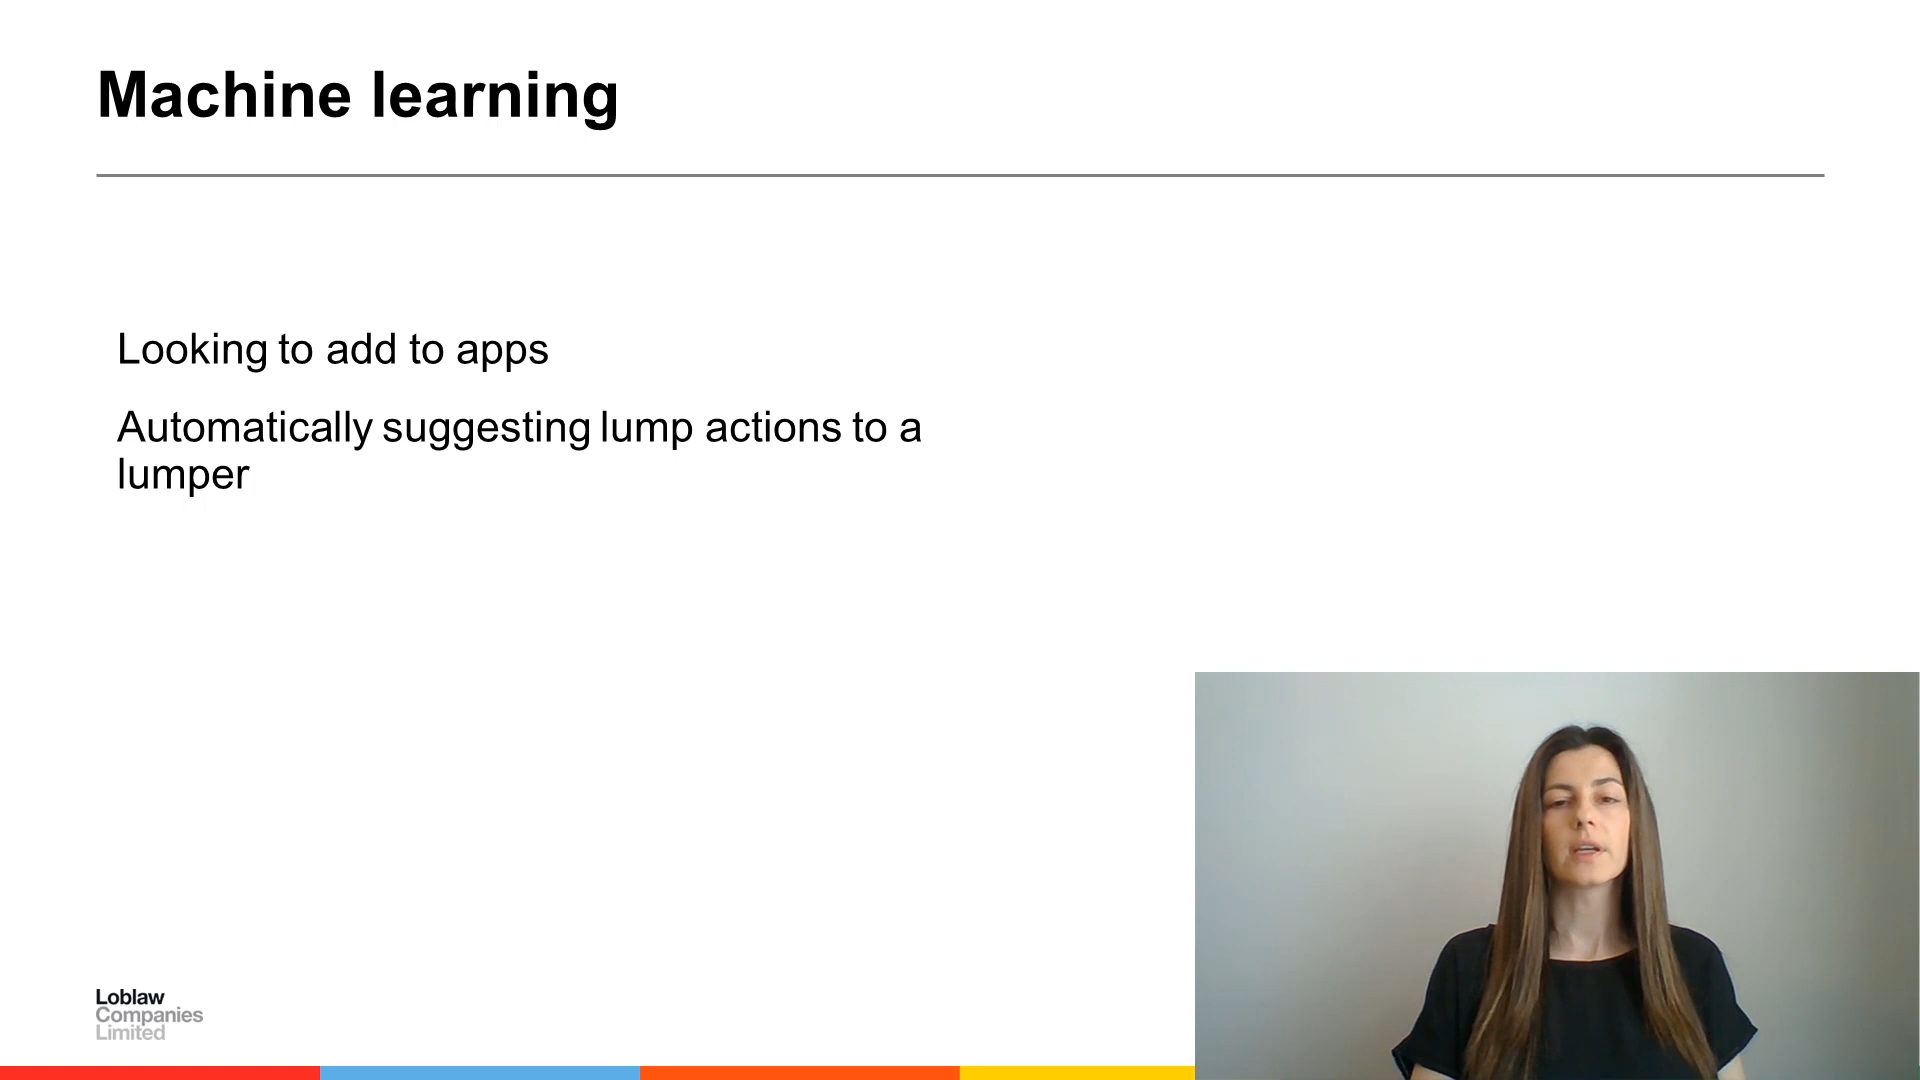 Machine learning
Looking to add to apps
Automatically suggesting lump actions to a
lumper
Loblaw
Companies
Limited